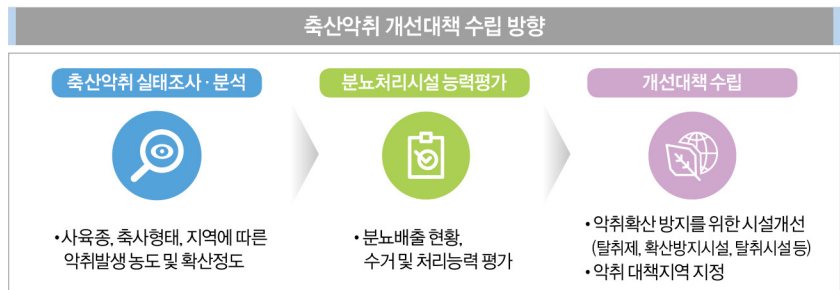 축산악취 개선대책 수립 방향
축산악취 실태조사·분석
•사육종, 축사형태, 지역에 따른
악취발생 농도 및 확산정도
분뇨처리시설 능력평가
•분뇨배출 현황,
수거 및 처리능력 평가
개선대책 수립
•악취확산 방지를 위한 시설개선
(탈취제, 확산방지시설, 탈취시설 등)
•악취 대책지역 지정